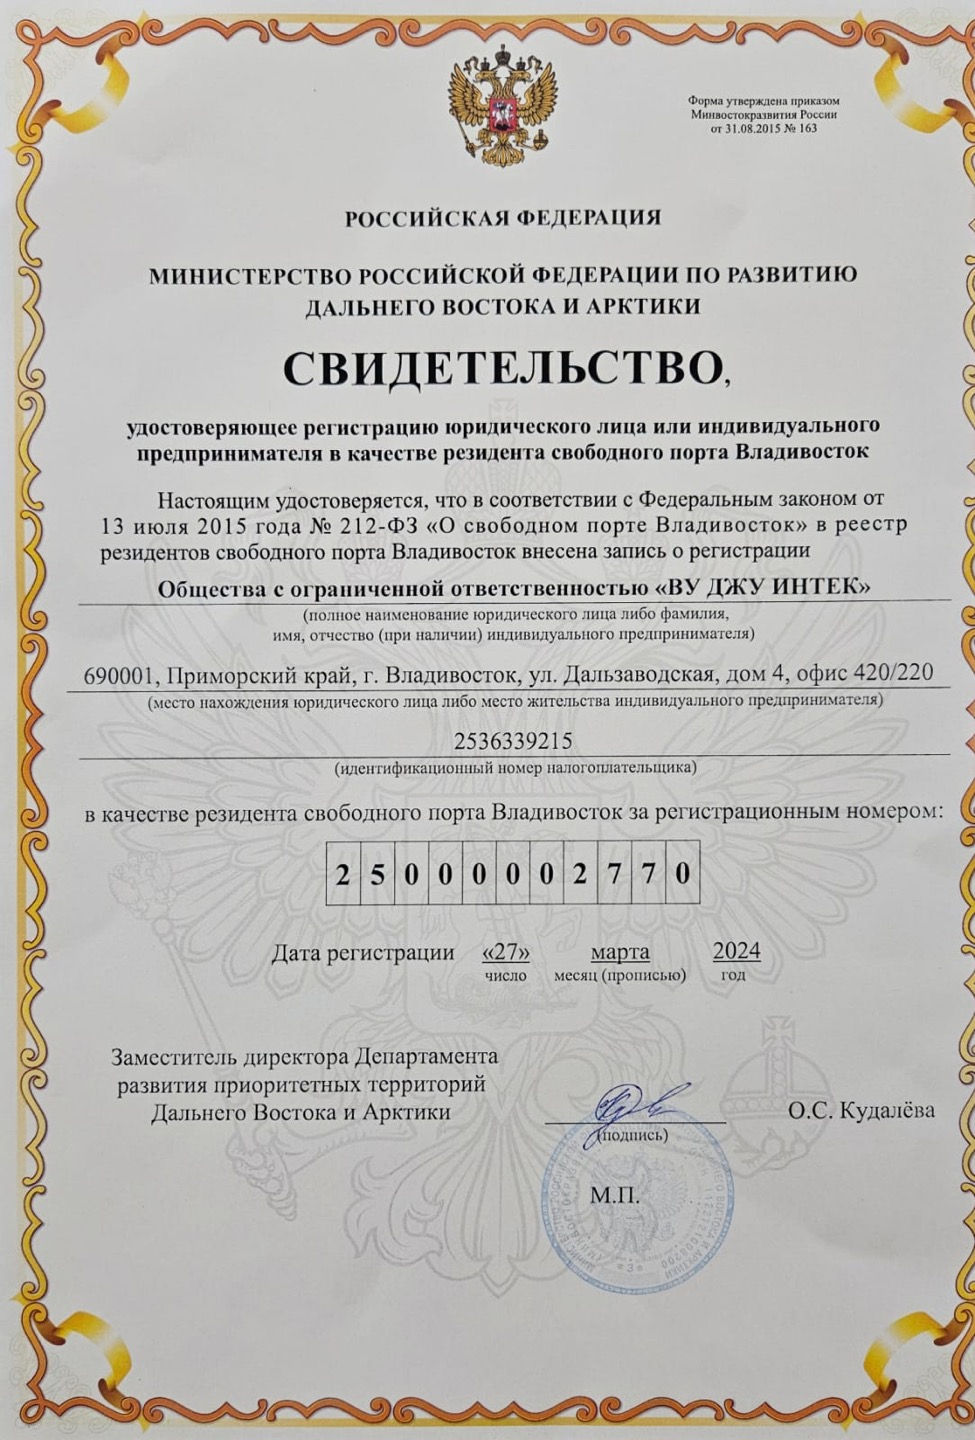 Форма утверждена приказом
Минвостокразвития России
от 31.08.2015 № 163
РОССИЙСКАЯ ФЕДЕРАЦИЯ
МИНИСТЕРСТВО РОССИЙСКОЙ ФЕДЕРАЦИИ ПО РАЗВИТИЮ
ДАЛЬНЕГО ВОСТОКА И АРКТИКИ
СВИДЕТЕЛЬСТВО,
удостоверяющее регистрацию юридического лица или индивидуального
предпринимателя в качестве резидента свободного порта Владивосток
Настоящим удостоверяется, что в соответствии с Федеральным законом от
13 июля 2015 года № 212-ФЗ «О свободном порте Владивосток» в реестр
резидентов свободного порта Владивосток внесена запись о регистрации
Общества с ограниченной ответственностью «ВУ ДЖУ ИНТЕК»
(полное наименование юридического лица либо фамилия,
имя, отчество (при наличии) индивидуального предпринимателя)
690001, Приморский край, г. Владивосток, ул. Дальзаводская, дом 4, офис 420/220
(место нахождения юридического лица либо место жительства индивидуального предпринимателя)
2536339215
(идентификационный номер налогоплательщика)
в качестве резидента свободного порта Владивосток за регистрационным номером:
2 5 0 0 0 0 0 2 7 7 0
Дата регистрации «27» марта 2024
число месяц (прописью) год
Заместитель директора Департамента
развития приоритетных территорий
Дальнего Востока и Арктики
О.С. Кудалёва
(подпись)
М.П.